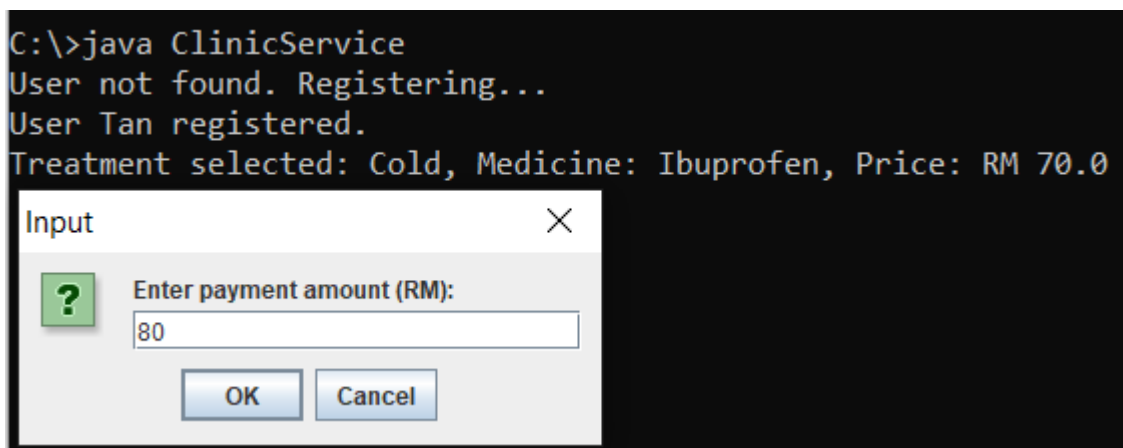 C:\>java ClinicService
User not found. Registering...
User Tan registered.
Treatment selected: Cold, Medicine: Ibuprofen, Price: RM 70.0
Input
?
Enter payment amount (RM):
80
OK Cancel